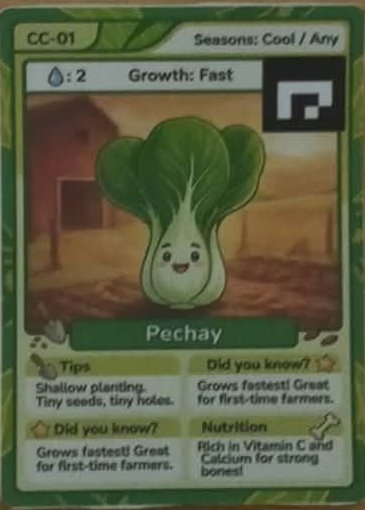 CC-01
Seasons: Cool / Any
: 2
Growth: Fast
Pechay
Tips
Shallow planting.
Tiny seeds, tiny holes.
Did you know?
Grows fastest! Great
for first-time farmers.
Did you know?
Grows fastest! Great
for first-time farmers.
Nutrition
Rich in Vitamin C and
Calcium for strong
bones!